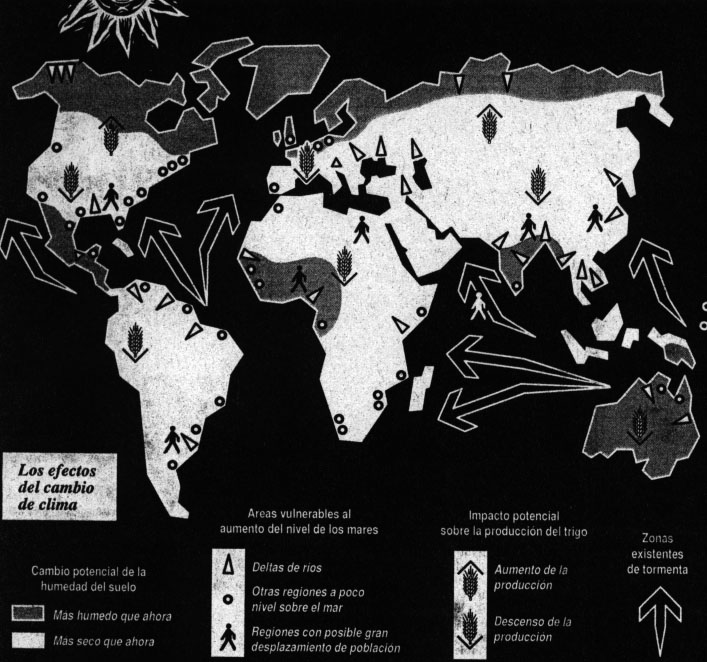 Los efectos
del cambio
de clima
Cambio potencial de la
humedad del suelo
Más humedo que ahora
Mas seco que ahora
Areas vulnerables al
aumento del nivel de los mares
Deltas de ríos
Otras regiones a poco
nivel sobre el mar
Regiones con posible gran
desplazamiento de población
Impacto potencial
sobre la producción del trigo
Aumento de la
producción
Descenso de la
producción
Zonas
existentes
de tormenta